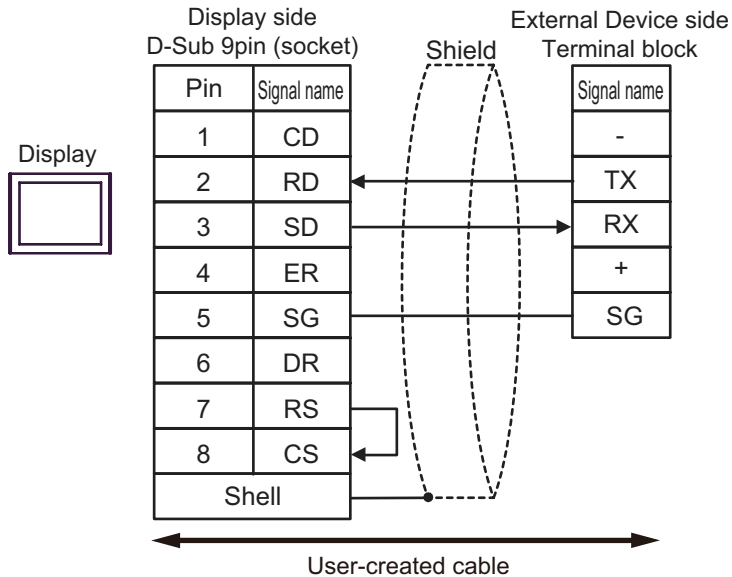 Display side
D-Sub 9pin (socket)
External Device side
Terminal block
Shield
Display
Pin Signal name
1 CD
2 RD
3 SD
4 ER
5 SG
6 DR
7 RS
8 CS
Shell
Signal name
-
TX
RX
+
SG
User-created cable